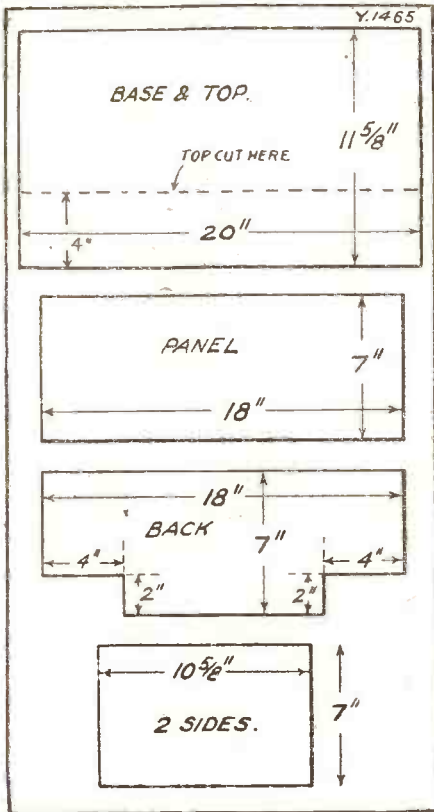 Y.1465
BASE & TOP.
11 5/8"
TOP CUT HERE
4"
20"
PANEL
7"
18"
18"
BACK
7"
4"
4"
2"
2"
10 5/8"
7"
2 SIDES.